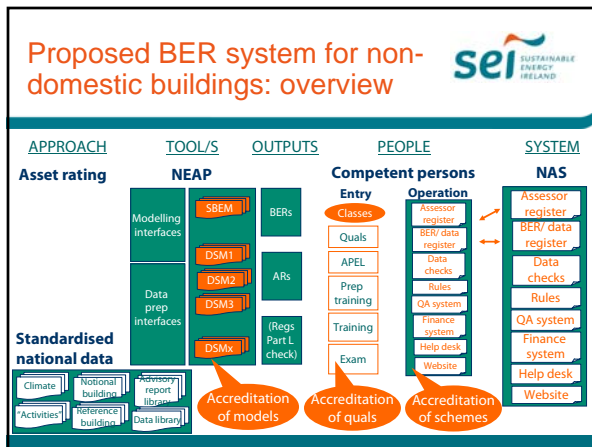 Proposed BER system for non-
domestic buildings: overview
sei SUSTAINABLE
ENERGY
IRELAND
APPROACH
TOOL/S
OUTPUTS
PEOPLE
SYSTEM
Asset rating
NEAP
Competent persons
NAS
Entry
Operation
Modelling
interfaces
Data
prep
interfaces
SBEM
DSM1
DSM2
DSM3
DSMx
BERs
ARs
(Regs
Part L
check)
Classes
Quals
APEL
Prep
training
Training
Exam
Assessor
register
BER/ data
register
Data
checks
Rules
QA system
Finance
system
Help desk
Website
Assessor
register
BER/ data
register
Data
checks
Rules
QA system
Finance
system
Help desk
Website
Standardised
national data
Climate
Notional
building
Advisory
report
library
"Activities"
Reference
building
Data library
Accreditation
of models
Accreditation
of quals
Accreditation
of schemes